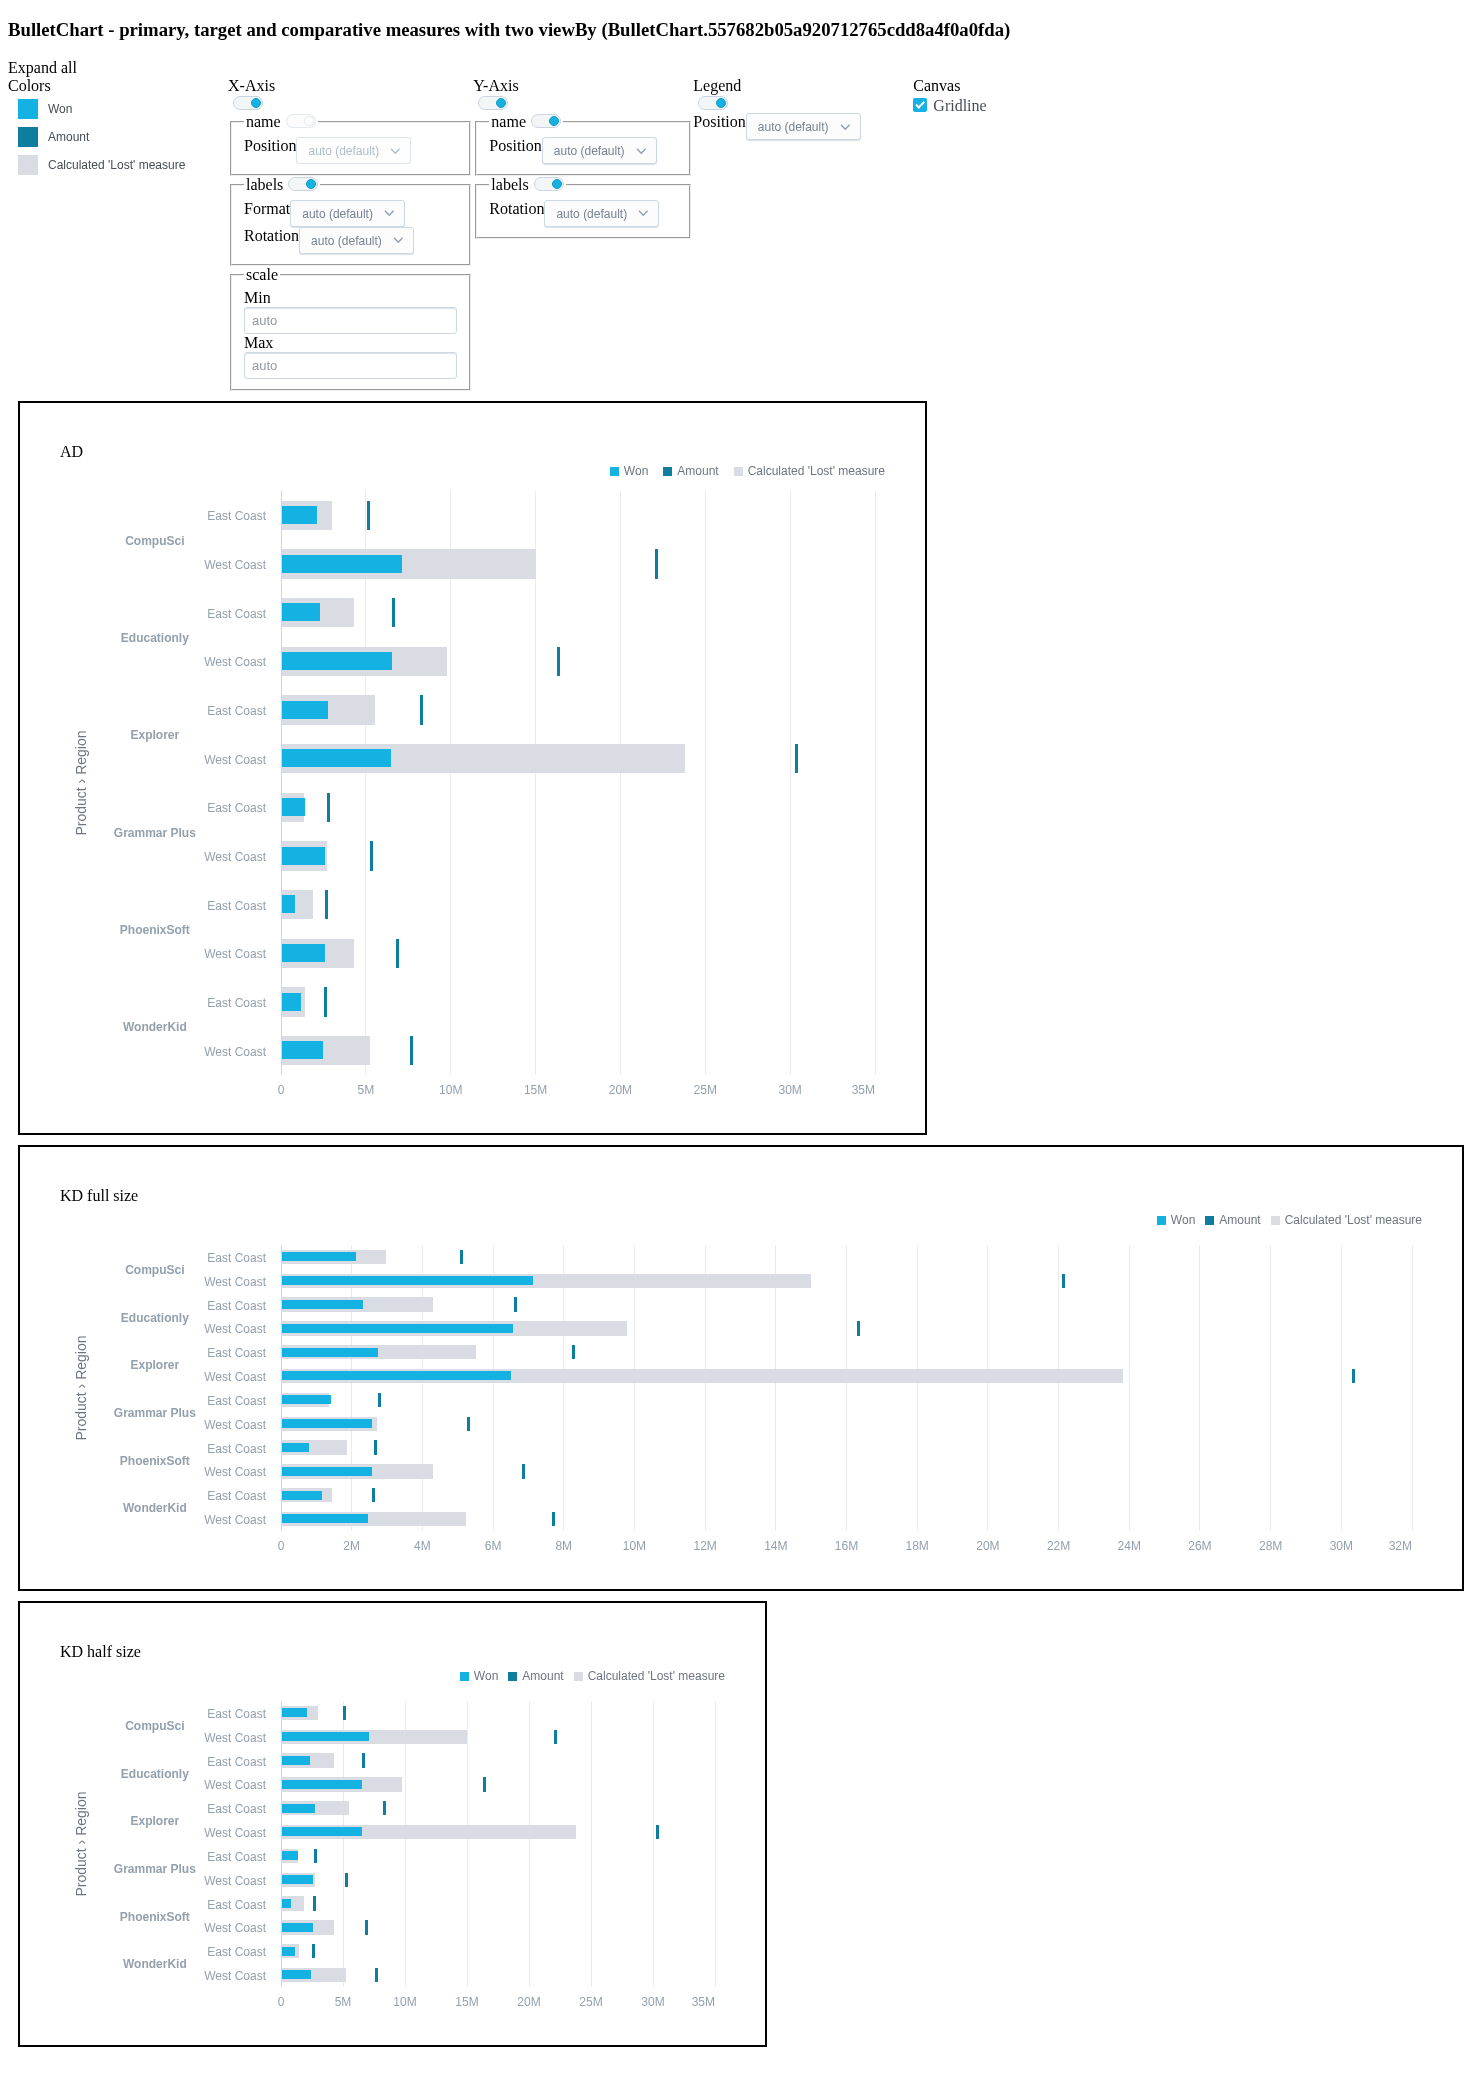 BulletChart - primary, target and comparative measures with two viewBy (BulletChart.557682b05a920712765cdd8a4f0a0fda)
Expand all
Colors
Won
Amount
Calculated 'Lost' measure
X-Axis
name
Position auto (default)
labels
Format auto (default)
Rotation auto (default)
scale
Min
auto
Max
auto
Y-Axis
name
Position auto (default)
labels
Rotation auto (default)
Legend
Position auto (default)
Canvas
Gridline
AD
Won Amount Calculated 'Lost' measure
Product › Region
CompuSci
East Coast
West Coast
Educationly
East Coast
West Coast
Explorer
East Coast
West Coast
Grammar Plus
East Coast
West Coast
PhoenixSoft
East Coast
West Coast
WonderKid
East Coast
West Coast
0 5M 10M 15M 20M 25M 30M 35M
KD full size
Won Amount Calculated 'Lost' measure
Product › Region
CompuSci
East Coast
West Coast
Educationly
East Coast
West Coast
Explorer
East Coast
West Coast
Grammar Plus
East Coast
West Coast
PhoenixSoft
East Coast
West Coast
WonderKid
East Coast
West Coast
0 2M 4M 6M 8M 10M 12M 14M 16M 18M 20M 22M 24M 26M 28M 30M 32M
KD half size
Won Amount Calculated 'Lost' measure
Product › Region
CompuSci
East Coast
West Coast
Educationly
East Coast
West Coast
Explorer
East Coast
West Coast
Grammar Plus
East Coast
West Coast
PhoenixSoft
East Coast
West Coast
WonderKid
East Coast
West Coast
0 5M 10M 15M 20M 25M 30M 35M